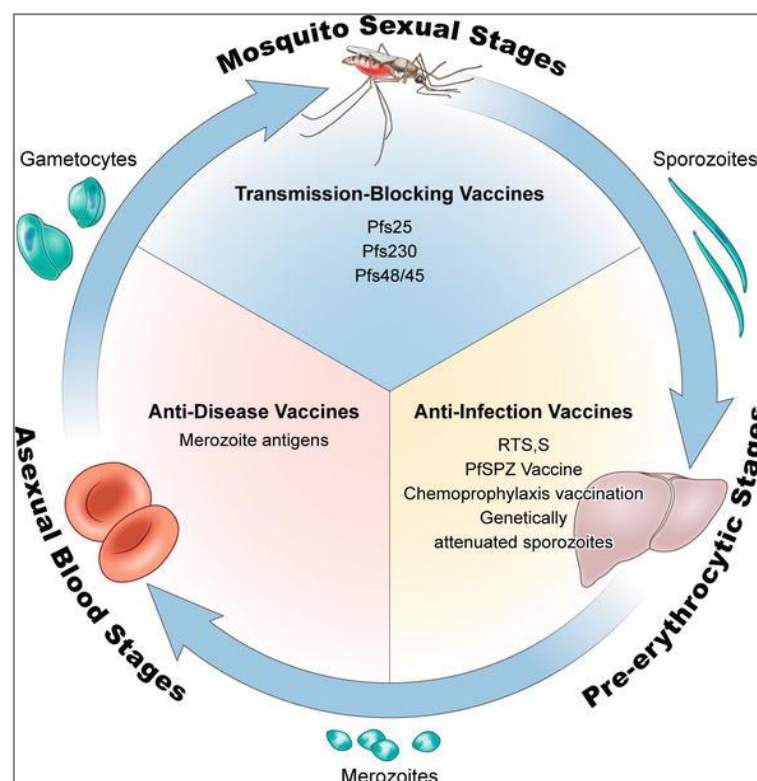 Mosquito Sexual Stages
Gametocytes
Sporozoites
Transmission-Blocking Vaccines
Pfs25
Pfs230
Pfs48/45
Anti-Disease Vaccines
Merozoite antigens
Anti-Infection Vaccines
RTS,S
PfSPZ Vaccine
Chemoprophylaxis vaccination
Genetically
attenuated sporozoites
Asexual Blood Stages
Pre-erythrocytic Stages
Merozoites